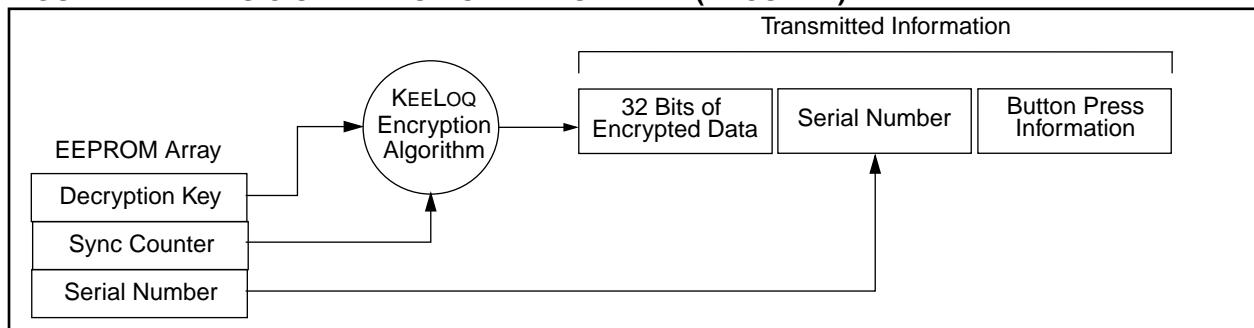 Transmitted Information
KEELOQ
Encryption
Algorithm
32 Bits of
Encrypted Data
Serial Number
Button Press
Information
EEPROM Array
Decryption Key
Sync Counter
Serial Number